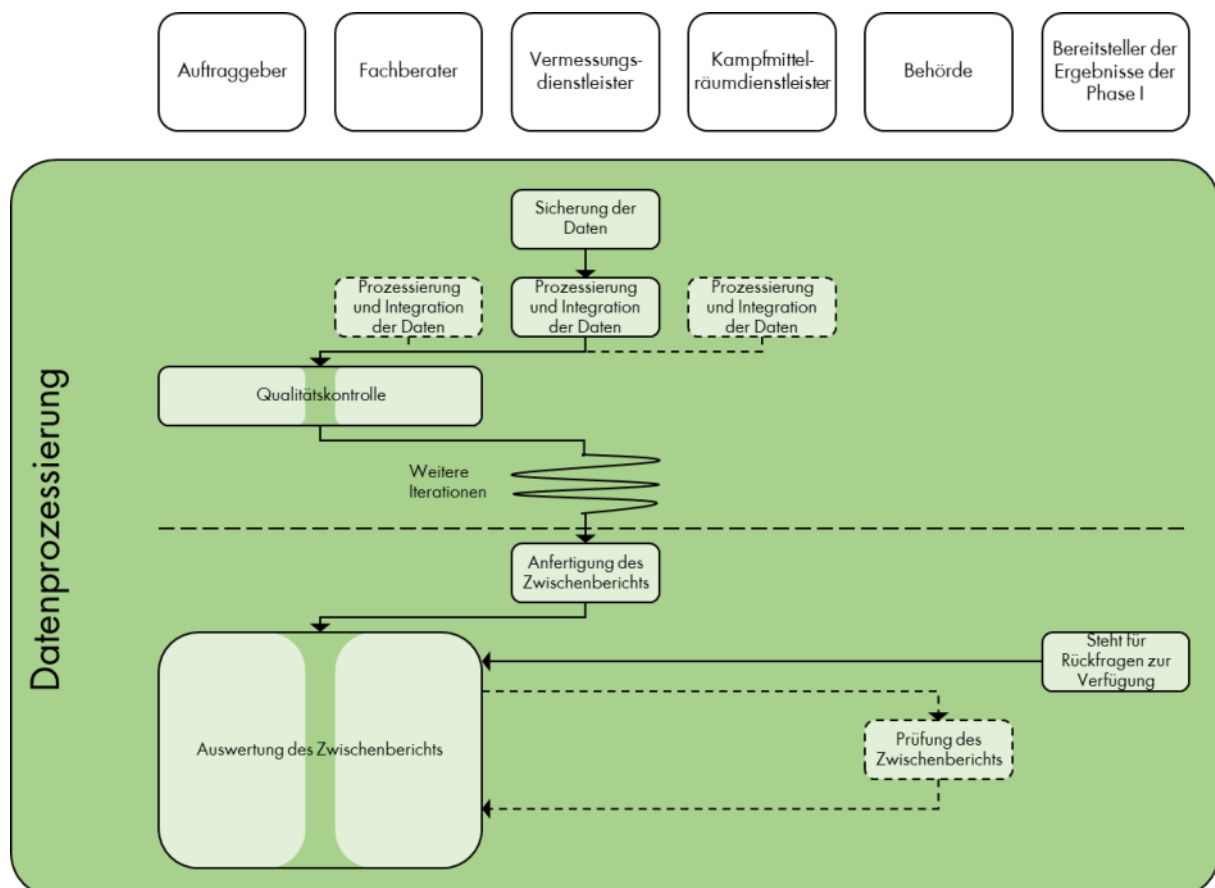 Auftraggeber
Fachberater
Vermessungs-
dienstleister
Kampfmittel-
räumdienstleister
Behörde
Bereitsteller der
Ergebnisse der
Phase I
Datenprozessierung
Sicherung der
Daten
Prozessierung
und Integration
der Daten
Prozessierung
und Integration
der Daten
Prozessierung
und Integration
der Daten
Qualitätskontrolle
Weitere
Iterationen
Anfertigung des
Zwischenberichts
Steht für
Rückfragen zur
Verfügung
Auswertung des Zwischenberichts
Prüfung des
Zwischenberichts